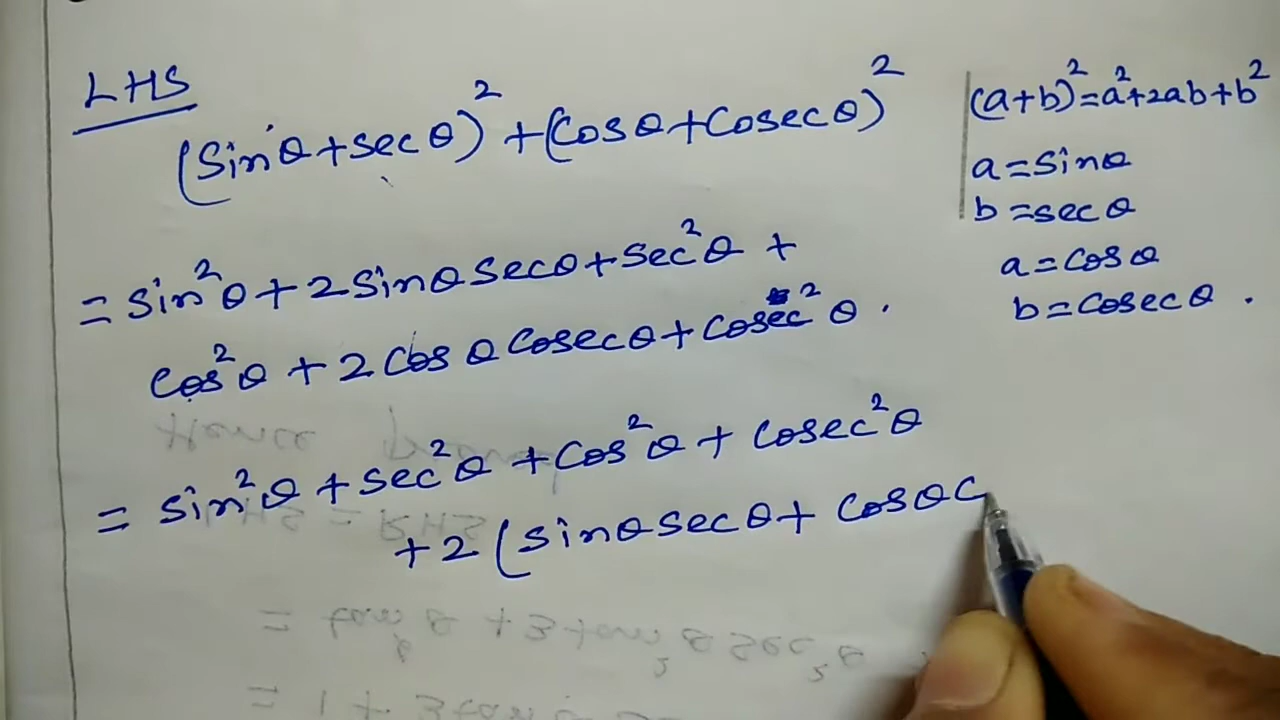 LHS
(Sinθ+secθ)²+(Cosθ+Cosecθ)²
=Sin²θ+2SinθSecθ+Sec²θ+
Cos²θ+2CosθCosecθ+Cosec²θ.
=Sin²θ+Sec²θ+Cos²θ+Cosec²θ
+2(SinθSecθ+CosθC
(a+b)²=a²+2ab+b²
a=Sinθ
b=secθ
a=Cosθ
b=Cosecθ.